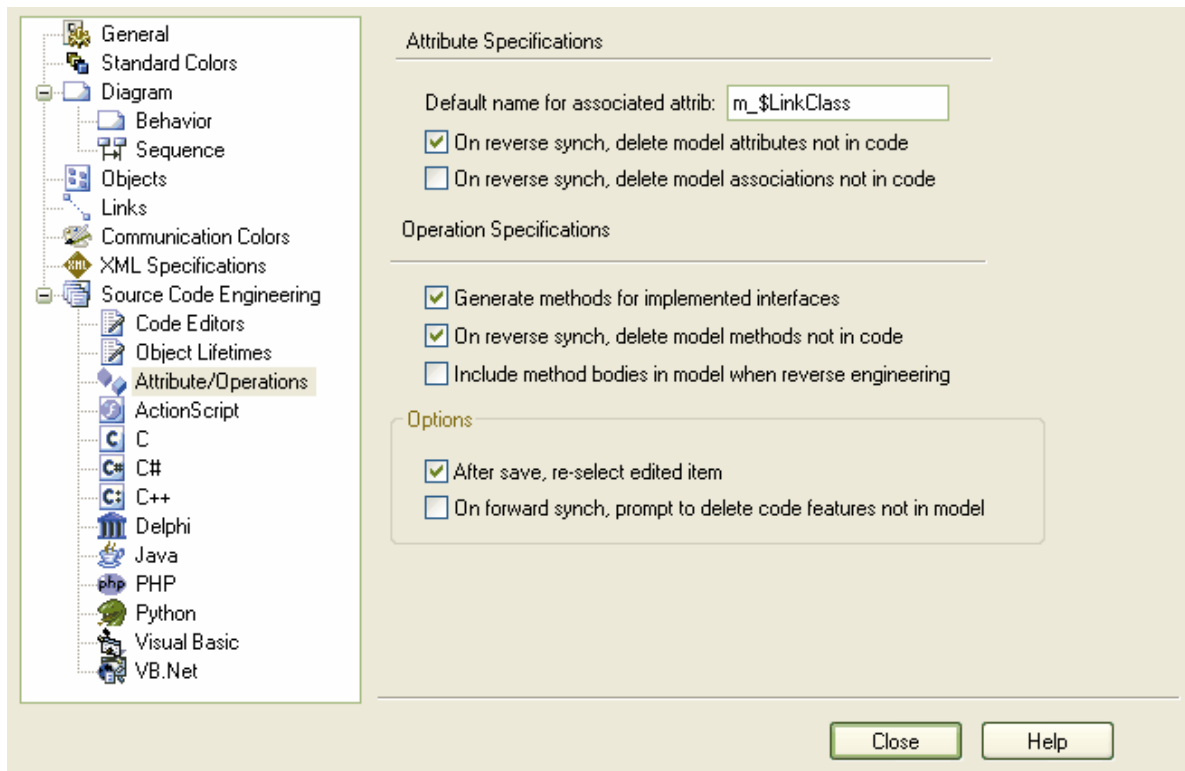 General
Standard Colors
Diagram
Behavior
Sequence
Objects
Links
Communication Colors
XML Specifications
Source Code Engineering
Code Editors
Object Lifetimes
Attribute/Operations
ActionScript
C
C#
C++
Delphi
Java
php PHP
Python
Visual Basic
VB.Net
Attribute Specifications
Default name for associated attrib: m_$LinkClass
On reverse synch, delete model attributes not in code
On reverse synch, delete model associations not in code
Operation Specifications
Generate methods for implemented interfaces
On reverse synch, delete model methods not in code
Include method bodies in model when reverse engineering
Options
After save, re-select edited item
On forward synch, prompt to delete code features not in model
Close Help